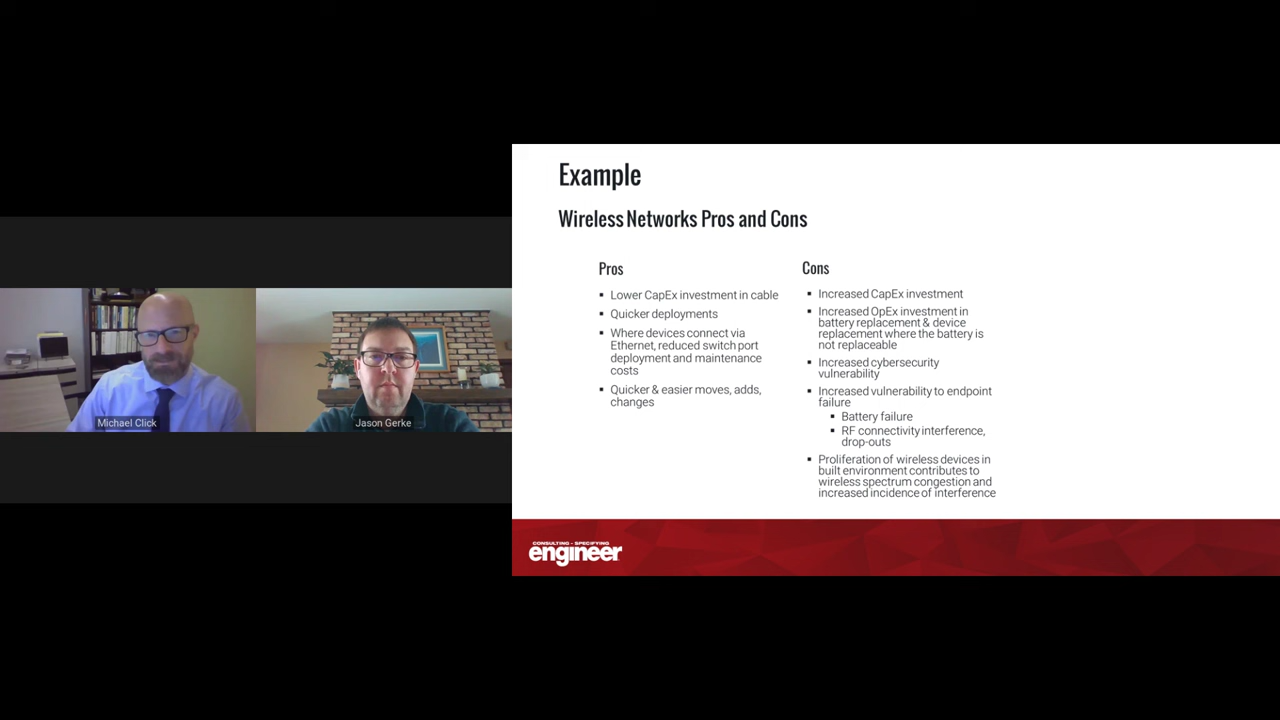 Example
Wireless Networks Pros and Cons
Pros
▪ Lower CapEx investment in cable
▪ Quicker deployments
▪ Where devices connect via
Ethernet, reduced switch port
deployment and maintenance
costs
▪ Quicker & easier moves, adds,
changes
Cons
▪ Increased CapEx investment
▪ Increased OpEx investment in
battery replacement & device
replacement where the battery is
not replaceable
▪ Increased cybersecurity
vulnerability
▪ Increased vulnerability to endpoint
failure
▪ Battery failure
▪ RF connectivity interference,
drop-outs
▪ Proliferation of wireless devices in
built environment contributes to
wireless spectrum congestion and
increased incidence of interference
Michael Click
Jason Gerke
CONSULTING - SPECIFYING
engineer